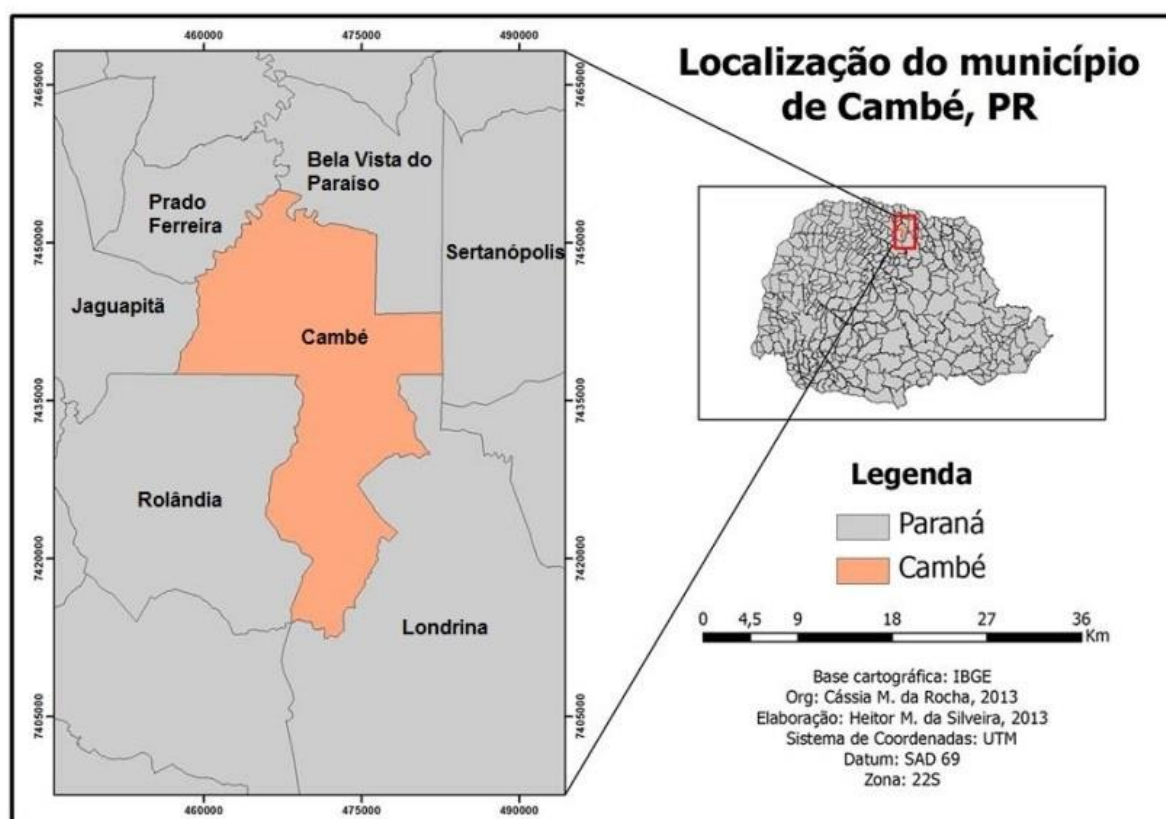 460000
475000
490000
7465000
7450000
7435000
7420000
7405000
Bela Vista do
Paraíso
Prado
Ferreira
Sertanópolis
Jaguapitã
Cambé
Rolândia
Londrina
7465000
7450000
7435000
7420000
7405000
460000
475000
490000
Localização do município
de Cambé, PR
Legenda
Paraná
Cambé
0 4,5 9 18 27 36
Km
Base cartográfica: IBGE
Org: Cássia M. da Rocha, 2013
Elaboração: Heitor M. da Silveira, 2013
Sistema de Coordenadas: UTM
Datum: SAD 69
Zona: 22S